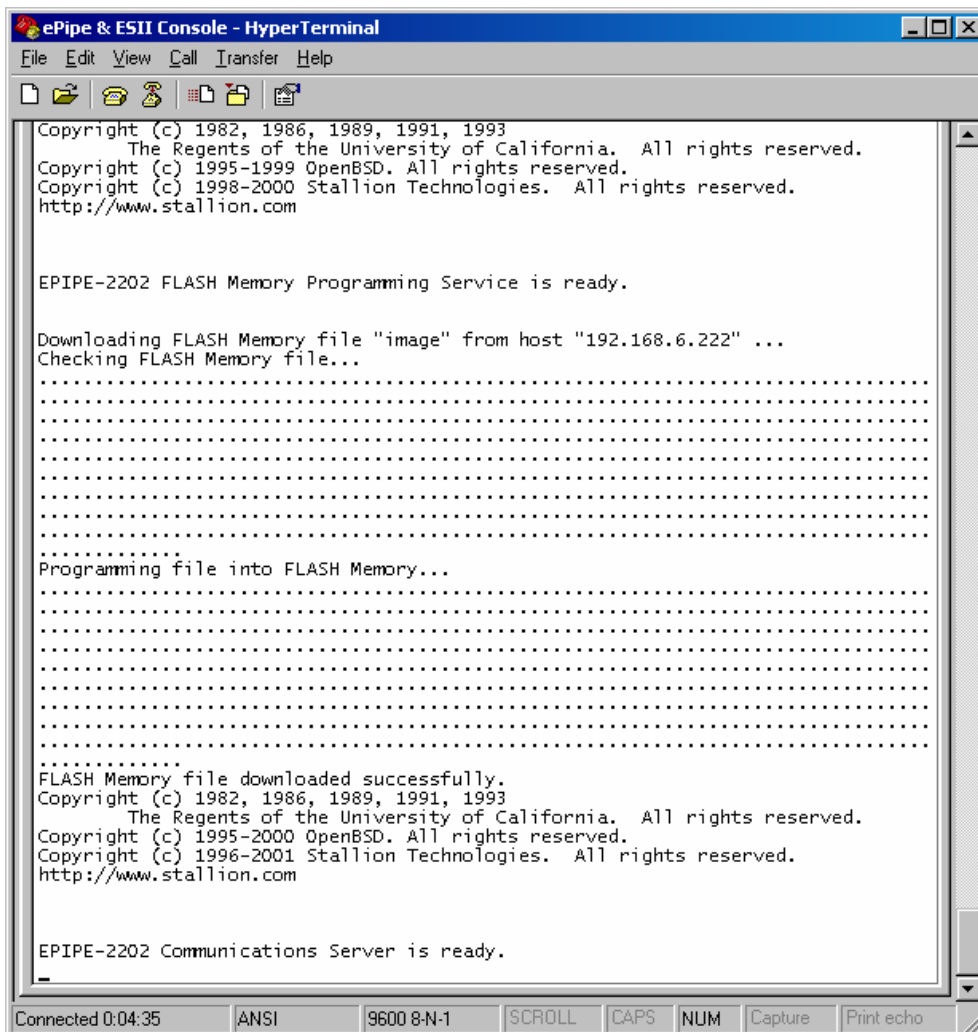 ePipe & ESII Console - HyperTerminal
File Edit View Call Transfer Help
Copyright (c) 1982, 1986, 1989, 1991, 1993
The Regents of the University of California. All rights reserved.
Copyright (c) 1995-1999 OpenBSD. All rights reserved.
Copyright (c) 1998-2000 Stallion Technologies. All rights reserved.
http://www.stallion.com
EPIPE-2202 FLASH Memory Programming Service is ready.
Downloading FLASH Memory file "image" from host "192.168.6.222" ...
Checking FLASH Memory file...
...............................................................................
...............................................................................
...............................................................................
...............................................................................
...............................................................................
...............................................................................
...............................................................................
...............................................................................
...............................................................................
.............
Programming file into FLASH Memory...
...............................................................................
...............................................................................
...............................................................................
...............................................................................
...............................................................................
...............................................................................
...............................................................................
...............................................................................
...............................................................................
.............
FLASH Memory file downloaded successfully.
Copyright (c) 1982, 1986, 1989, 1991, 1993
The Regents of the University of California. All rights reserved.
Copyright (c) 1995-2000 OpenBSD. All rights reserved.
Copyright (c) 1996-2001 Stallion Technologies. All rights reserved.
http://www.stallion.com
EPIPE-2202 Communications Server is ready.
Connected 0:04:35 ANSI 9600 8-N-1 SCROLL CAPS NUM Capture Print echo